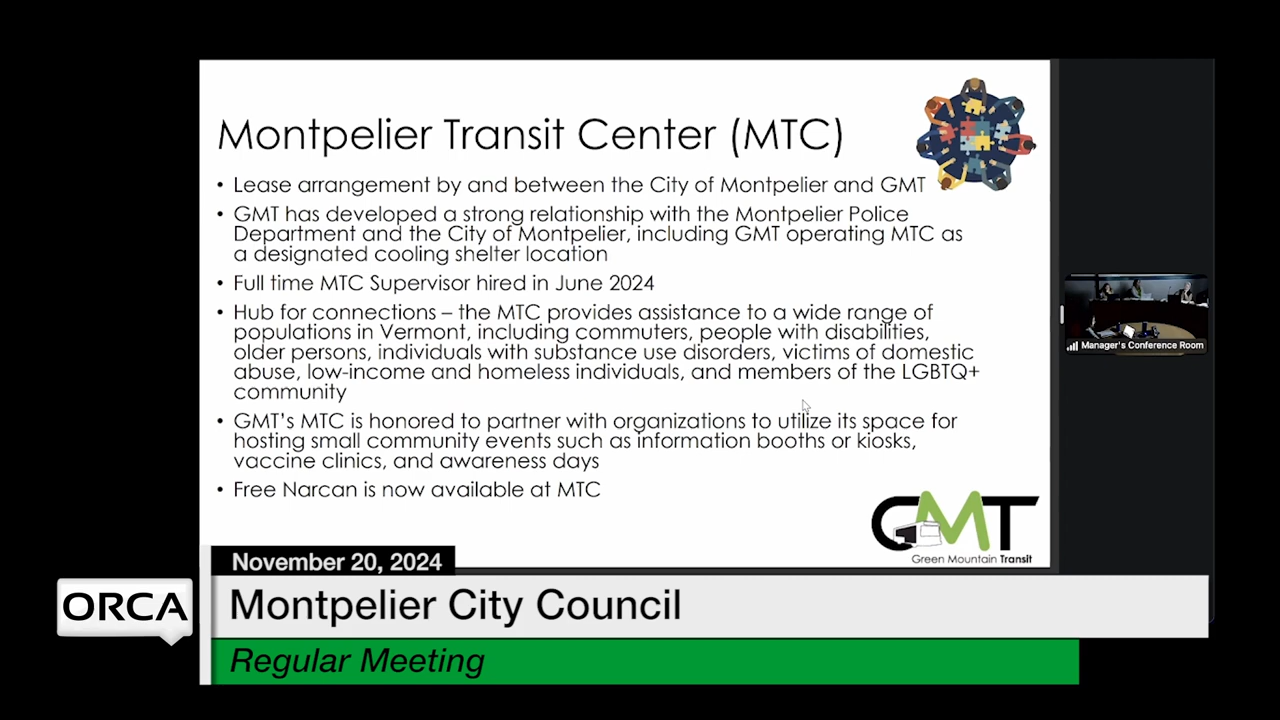 Montpelier Transit Center (MTC)
• Lease arrangement by and between the City of Montpelier and GMT
• GMT has developed a strong relationship with the Montpelier Police
Department and the City of Montpelier, including GMT operating MTC as
a designated cooling shelter location
• Full time MTC Supervisor hired in June 2024
• Hub for connections – the MTC provides assistance to a wide range of
populations in Vermont, including commuters, people with disabilities,
older persons, individuals with substance use disorders, victims of domestic
abuse, low-income and homeless individuals, and members of the LGBTQ+
community
• GMT's MTC is honored to partner with organizations to utilize its space for
hosting small community events such as information booths or kiosks,
vaccine clinics, and awareness days
• Free Narcan is now available at MTC
GMT
Green Mountain Transit
Manager's Conference Room
November 20, 2024
ORCA
Montpelier City Council
Regular Meeting